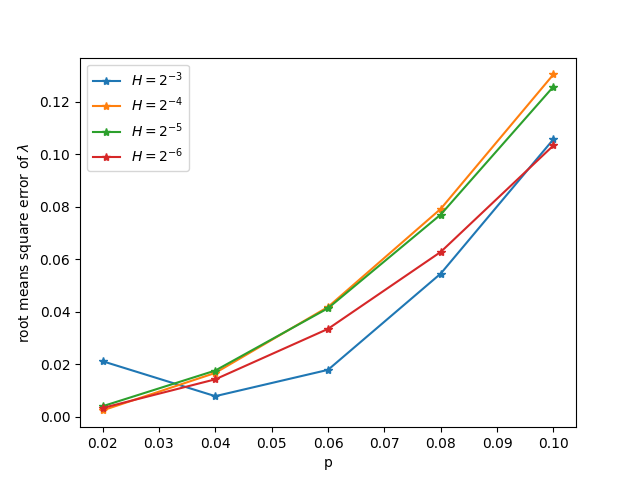 H = 2⁻³
H = 2⁻⁴
H = 2⁻⁵
H = 2⁻⁶
root means square error of λ
0.12
0.10
0.08
0.06
0.04
0.02
0.00
0.02 0.03 0.04 0.05 0.06 0.07 0.08 0.09 0.10
p